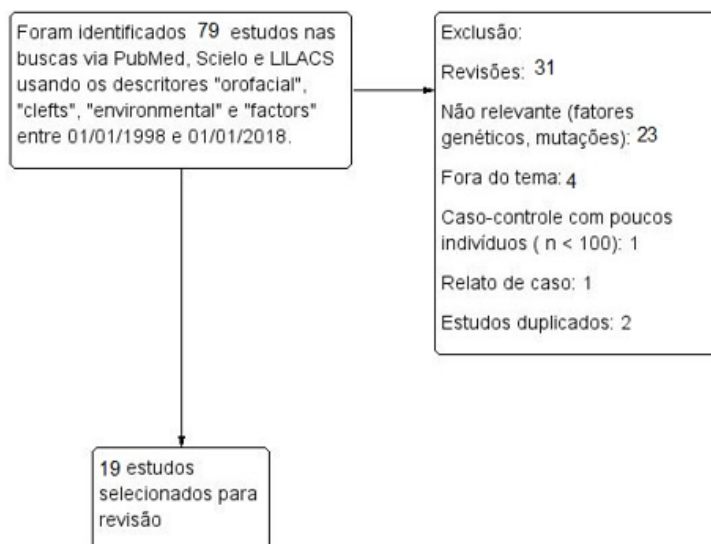 Foram identificados 79 estudos nas
buscas via PubMed, Scielo e LILACS
usando os descritores "orofacial",
"clefts", "environmental" e "factors"
entre 01/01/1998 e 01/01/2018.
Exclusão:
Revisões: 31
Não relevante (fatores
genéticos, mutações): 23
Fora do tema: 4
Caso-controle com poucos
indivíduos ( n < 100): 1
Relato de caso: 1
Estudos duplicados: 2
19 estudos
selecionados para
revisão